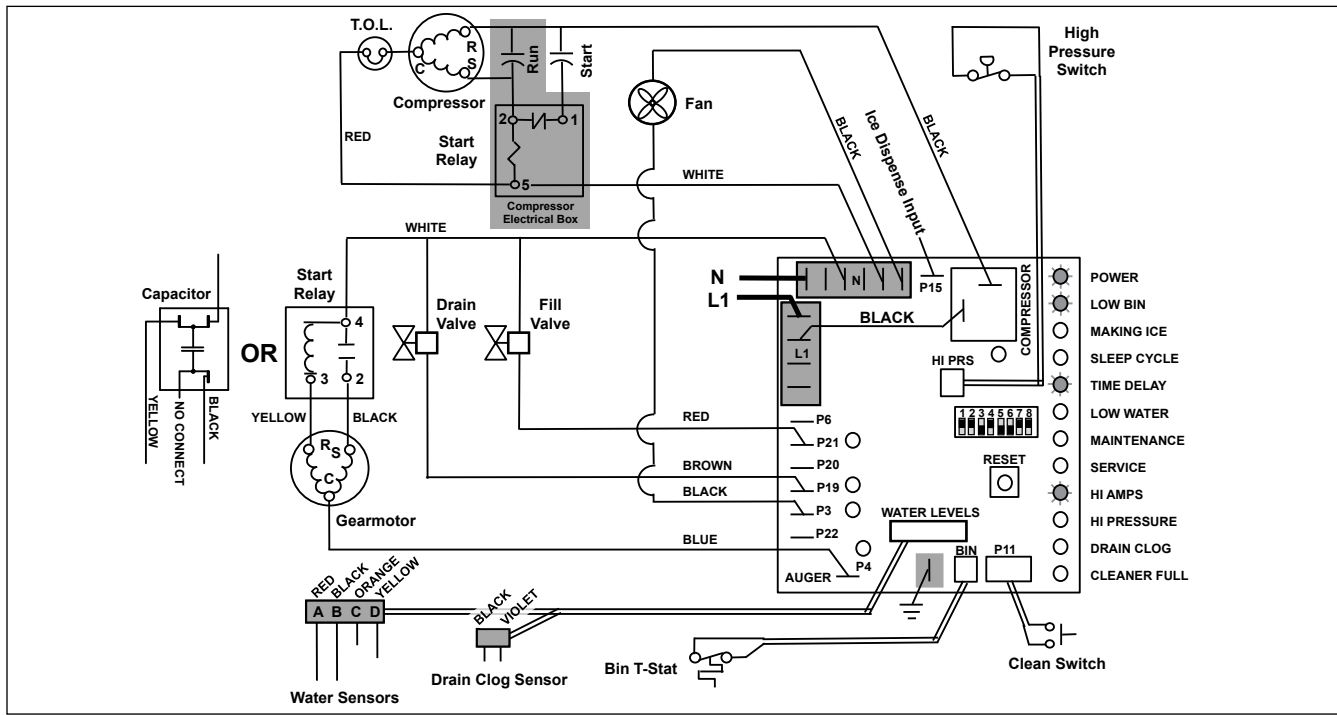 T.O.L.
R
S
C
Compressor
Run
Start
High
Pressure
Switch
Fan
2
1
Start
Relay
5
Compressor
Electrical Box
RED
BLACK
BLACK
Ice Dispense Input
WHITE
WHITE
Capacitor
OR
Start
Relay
4
3
2
Drain
Valve
Fill
Valve
N
L1
N
P15
BLACK
L1
COMPRESSOR
HI PRS
POWER
LOW BIN
MAKING ICE
SLEEP CYCLE
TIME DELAY
LOW WATER
MAINTENANCE
SERVICE
HI AMPS
HI PRESSURE
DRAIN CLOG
CLEANER FULL
1 2 3 4 5 6 7 8
RESET
YELLOW
NO CONNECT
BLACK
YELLOW
BLACK
R
S
C
Gearmotor
RED
BROWN
BLACK
BLUE
P6
P21
P20
P19
P3
P22
P4
AUGER
WATER LEVELS
BIN
P11
RED
BLACK
ORANGE
YELLOW
A B C D
Water Sensors
BLACK
VIOLET
Drain Clog Sensor
Bin T-Stat
Clean Switch